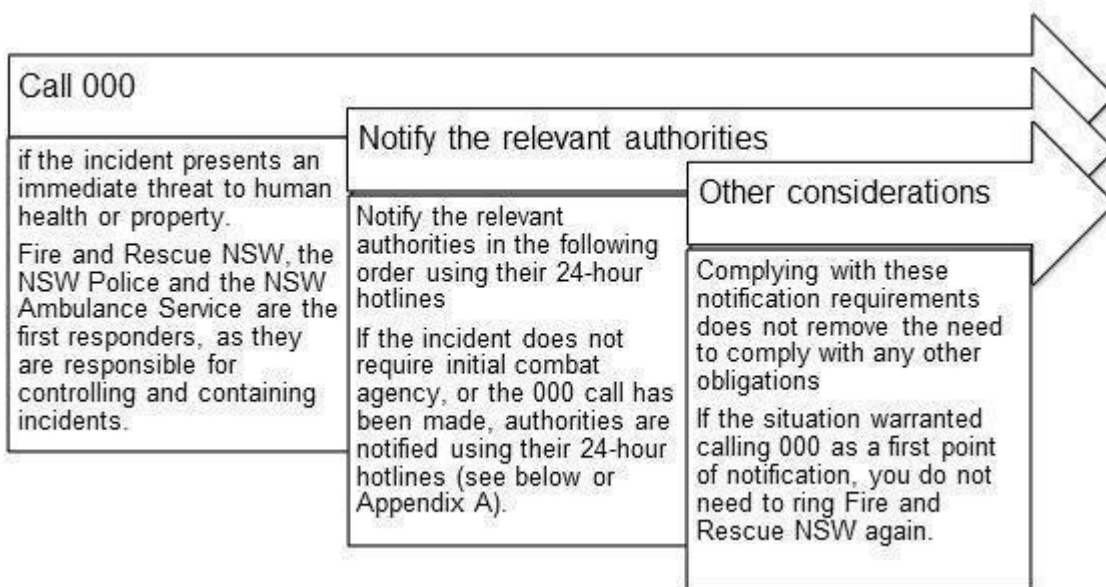 Call 000
if the incident presents an
immediate threat to human
health or property.
Fire and Rescue NSW, the
NSW Police and the NSW
Ambulance Service are the
first responders, as they
are responsible for
controlling and containing
incidents.
Notify the relevant authorities
Notify the relevant
authorities in the following
order using their 24-hour
hotlines
If the incident does not
require initial combat
agency, or the 000 call has
been made, authorities are
notified using their 24-hour
hotlines (see below or
Appendix A).
Other considerations
Complying with these
notification requirements
does not remove the need
to comply with any other
obligations
If the situation warranted
calling 000 as a first point
of notification, you do not
need to ring Fire and
Rescue NSW again.